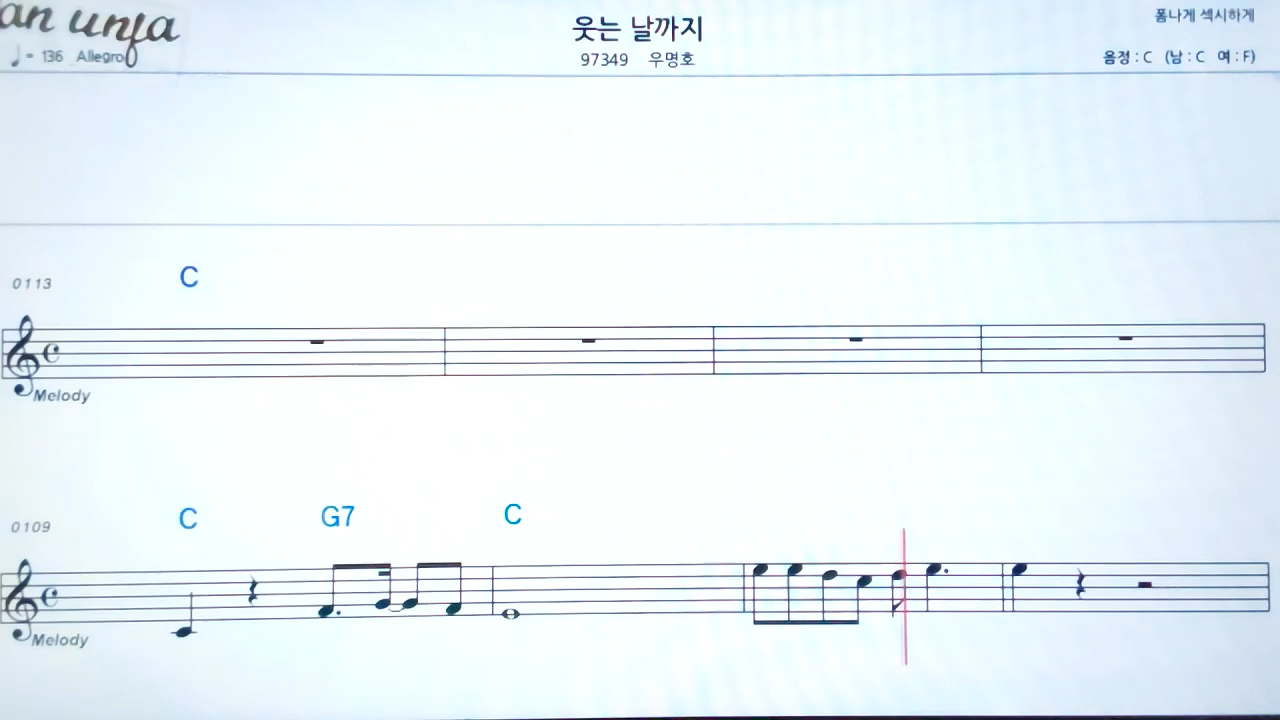 an unja
♩= 136 Allegro
웃는 날까지
97349 우명호
폼나게 섹시하게
음정 : C (남 : C 여 : F)
0113
C
Melody
0109
C G7 C
Melody